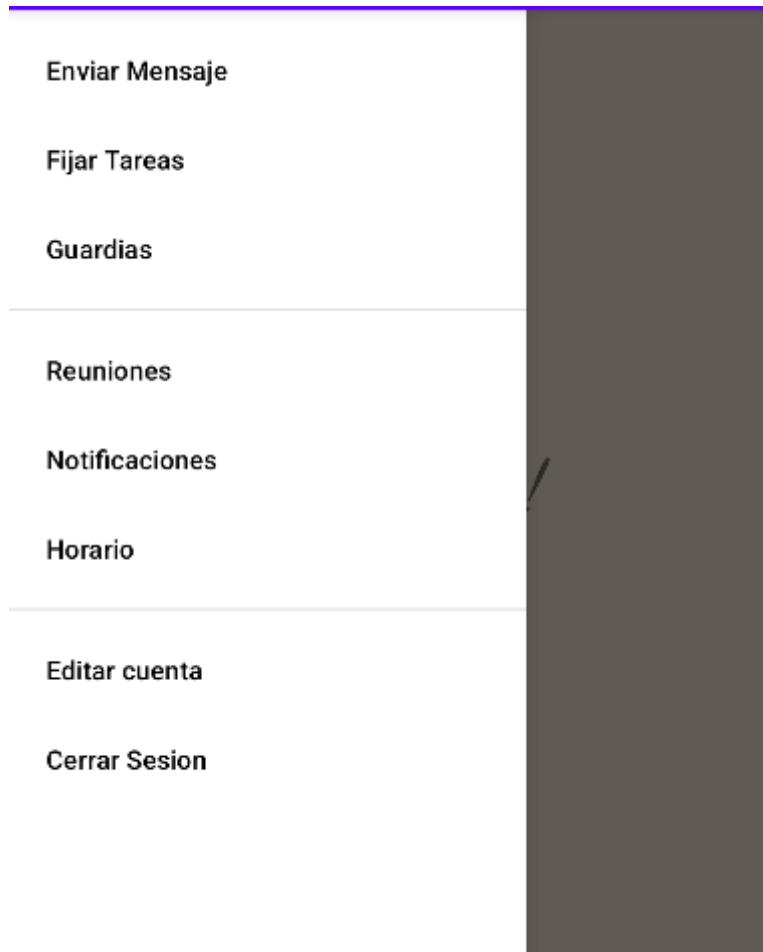 Enviar Mensaje
Fijar Tareas
Guardias
Reuniones
Notificaciones
Horario
Editar cuenta
Cerrar Sesion